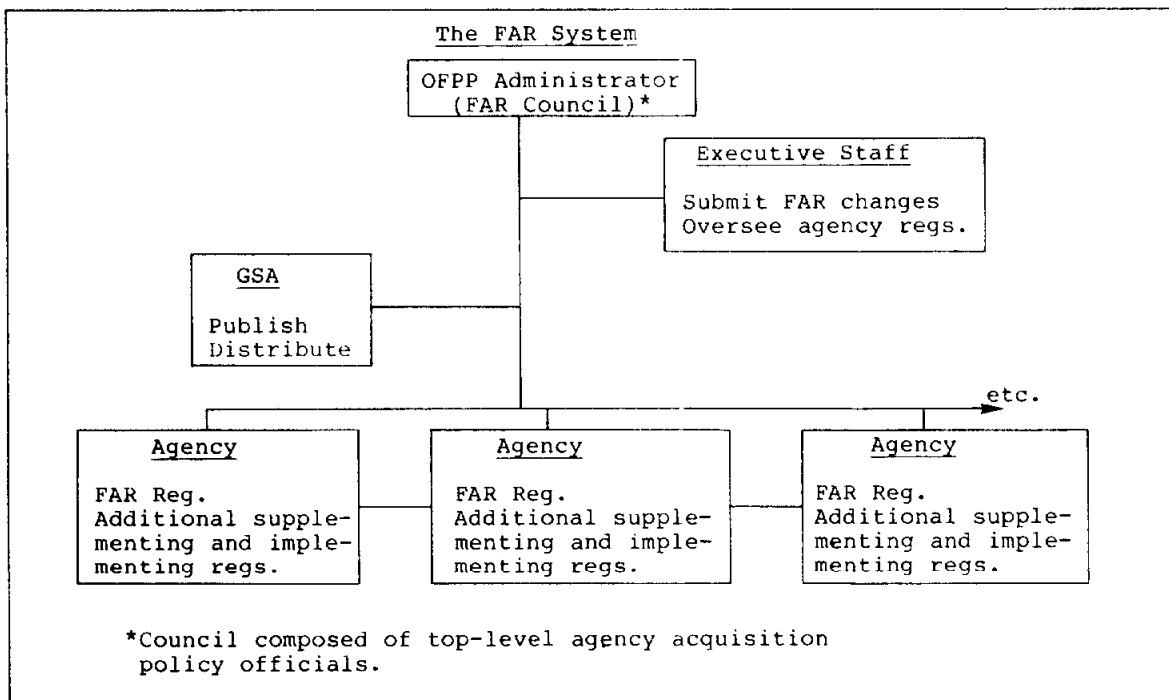 The FAR System
OFPP Administrator
(FAR Council)*
Executive Staff
Submit FAR changes
Oversee agency regs.
GSA
Publish
Distribute
etc.
Agency
FAR Reg.
Additional supple-
menting and imple-
menting regs.
Agency
FAR Reg.
Additional supple-
menting and imple-
menting regs.
Agency
FAR Reg.
Additional supple-
menting and imple-
menting regs.
*Council composed of top-level agency acquisition
policy officials.